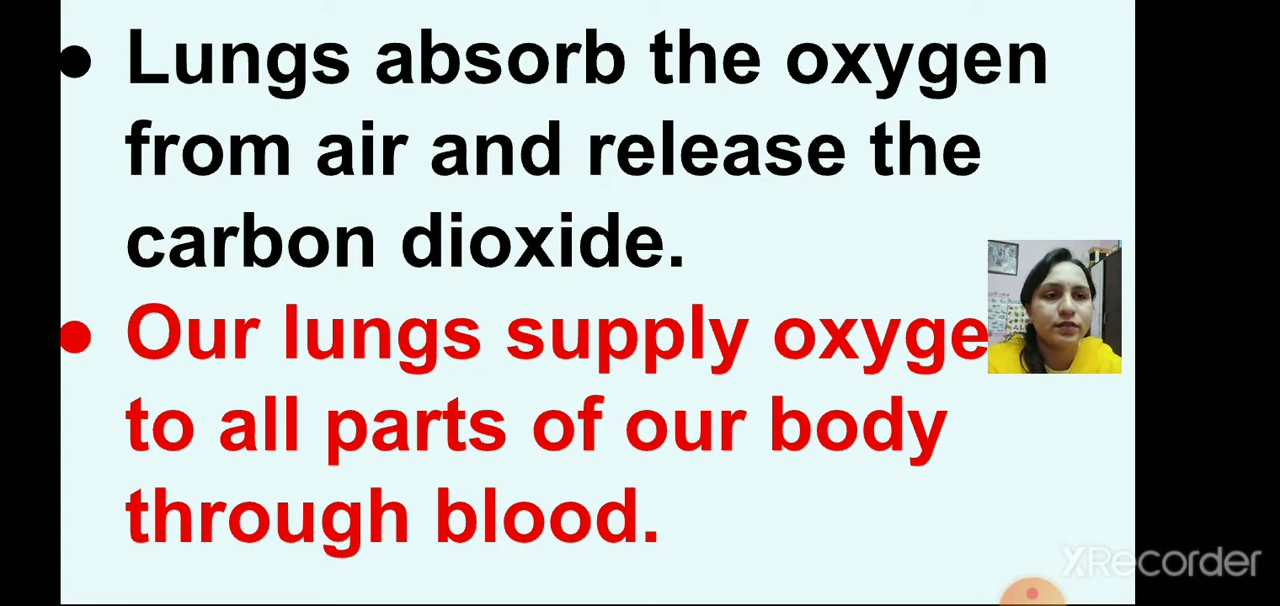 • Lungs absorb the oxygen
from air and release the
carbon dioxide.
• Our lungs supply oxyge
to all parts of our body
through blood.
XRecorder